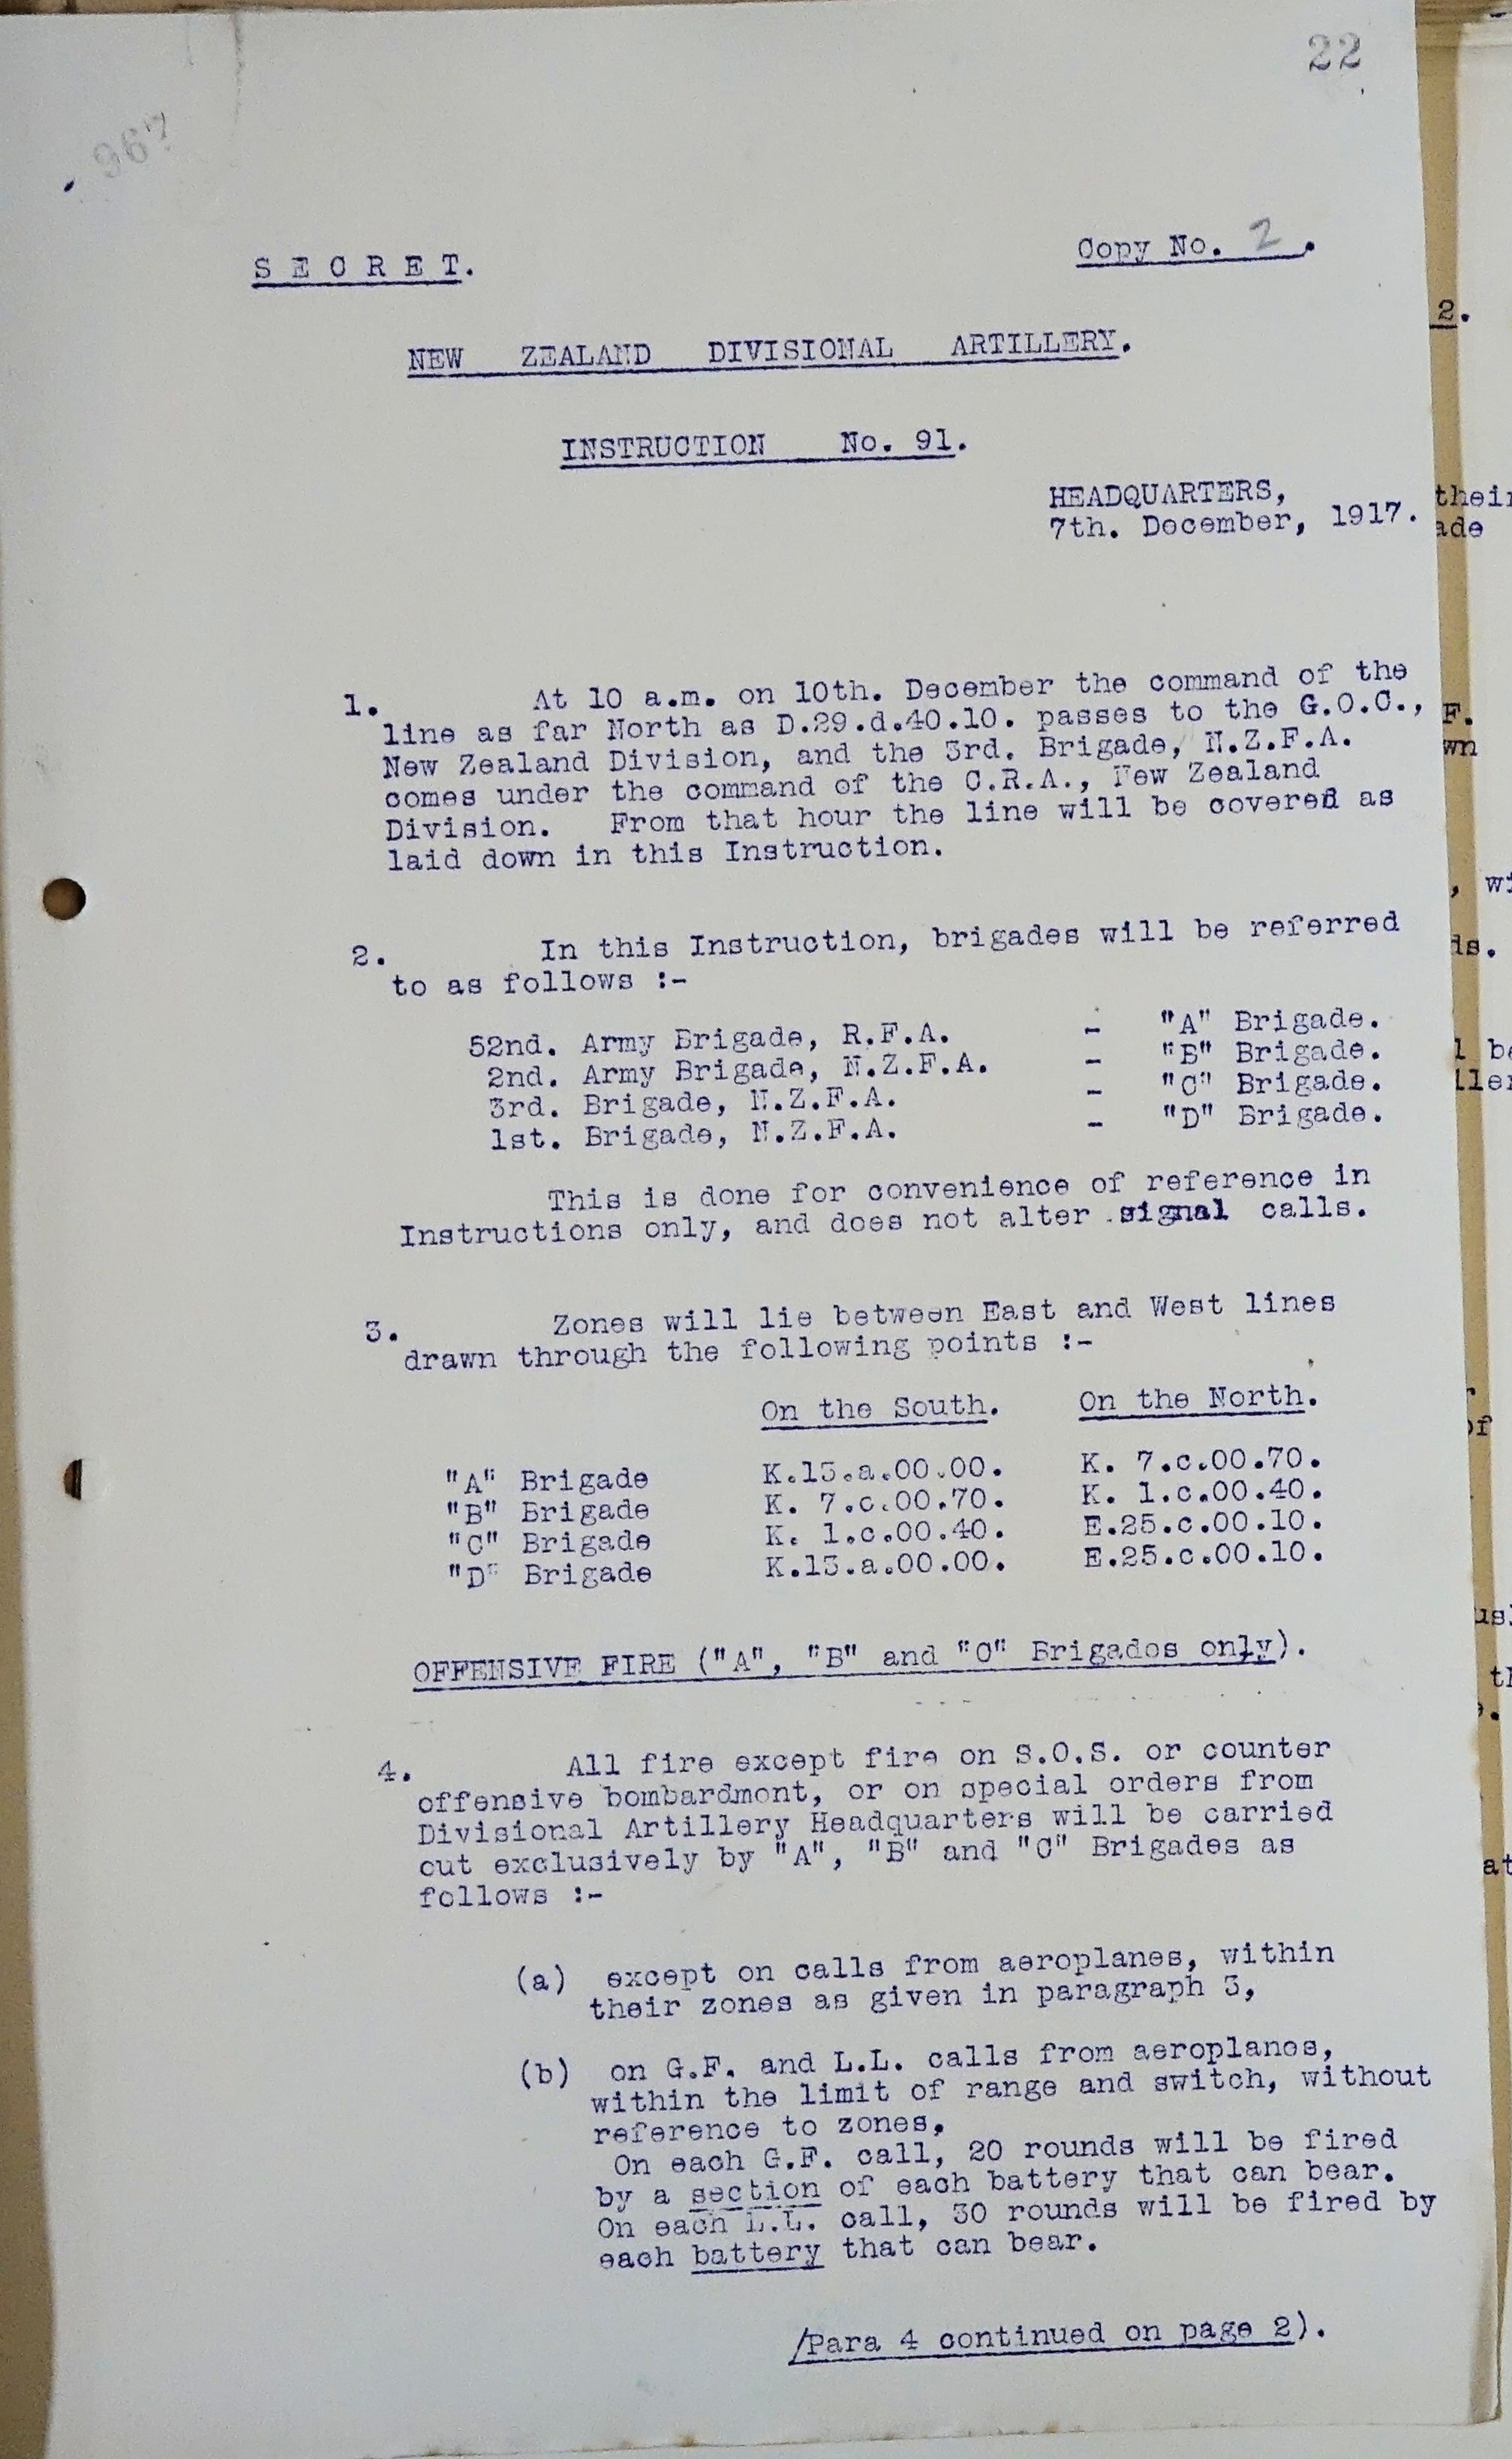 22
967
S E C R E T.
Copy No. 2.
NEW ZEALAND DIVISIONAL ARTILLERY.
INSTRUCTION No. 91.
HEADQUARTERS,
7th. December, 1917.
1. At 10 a.m. on 10th. December the command of the
line as far North as D.29.d.40.10. passes to the G.O.C.,
New Zealand Division, and the 3rd. Brigade, N.Z.F.A.
comes under the command of the C.R.A., New Zealand
Division. From that hour the line will be covered as
laid down in this Instruction.
2. In this Instruction, brigades will be referred
to as follows :-
52nd. Army Brigade, R.F.A. - "A" Brigade.
2nd. Army Brigade, N.Z.F.A. - "B" Brigade.
3rd. Brigade, N.Z.F.A. - "C" Brigade.
1st. Brigade, N.Z.F.A. - "D" Brigade.
This is done for convenience of reference in
Instructions only, and does not alter signal calls.
3. Zones will lie between East and West lines
drawn through the following points :-
On the South. On the North.
"A" Brigade K.13.a.00.00. K. 7.c.00.70.
"B" Brigade K. 7.c.00.70. K. 1.c.00.40.
"C" Brigade K. 1.c.00.40. E.25.c.00.10.
"D" Brigade K.13.a.00.00. E.25.c.00.10.
OFFENSIVE FIRE ("A", "B" and "C" Brigades only).
4. All fire except fire on S.O.S. or counter
offensive bombardment, or on special orders from
Divisional Artillery Headquarters will be carried
out exclusively by "A", "B" and "C" Brigades as
follows :-
(a) except on calls from aeroplanes, within
their zones as given in paragraph 3,
(b) on G.F. and L.L. calls from aeroplanes,
within the limit of range and switch, without
reference to zones.
On each G.F. call, 20 rounds will be fired
by a section of each battery that can bear.
On each L.L. call, 30 rounds will be fired by
each battery that can bear.
/Para 4 continued on page 2).
2.
ade
F.
wn
ds.
of